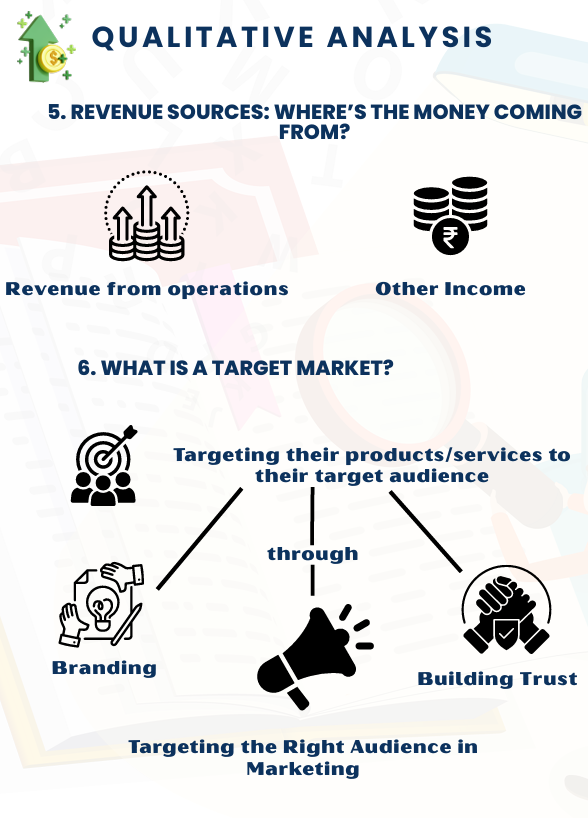 QUALITATIVE ANALYSIS
5. REVENUE SOURCES: WHERE'S THE MONEY COMING
FROM?
₹
Revenue from operations
Other Income
6. WHAT IS A TARGET MARKET?
Targeting their products/services to
their target audience
through
Branding
Building Trust
Targeting the Right Audience in
Marketing